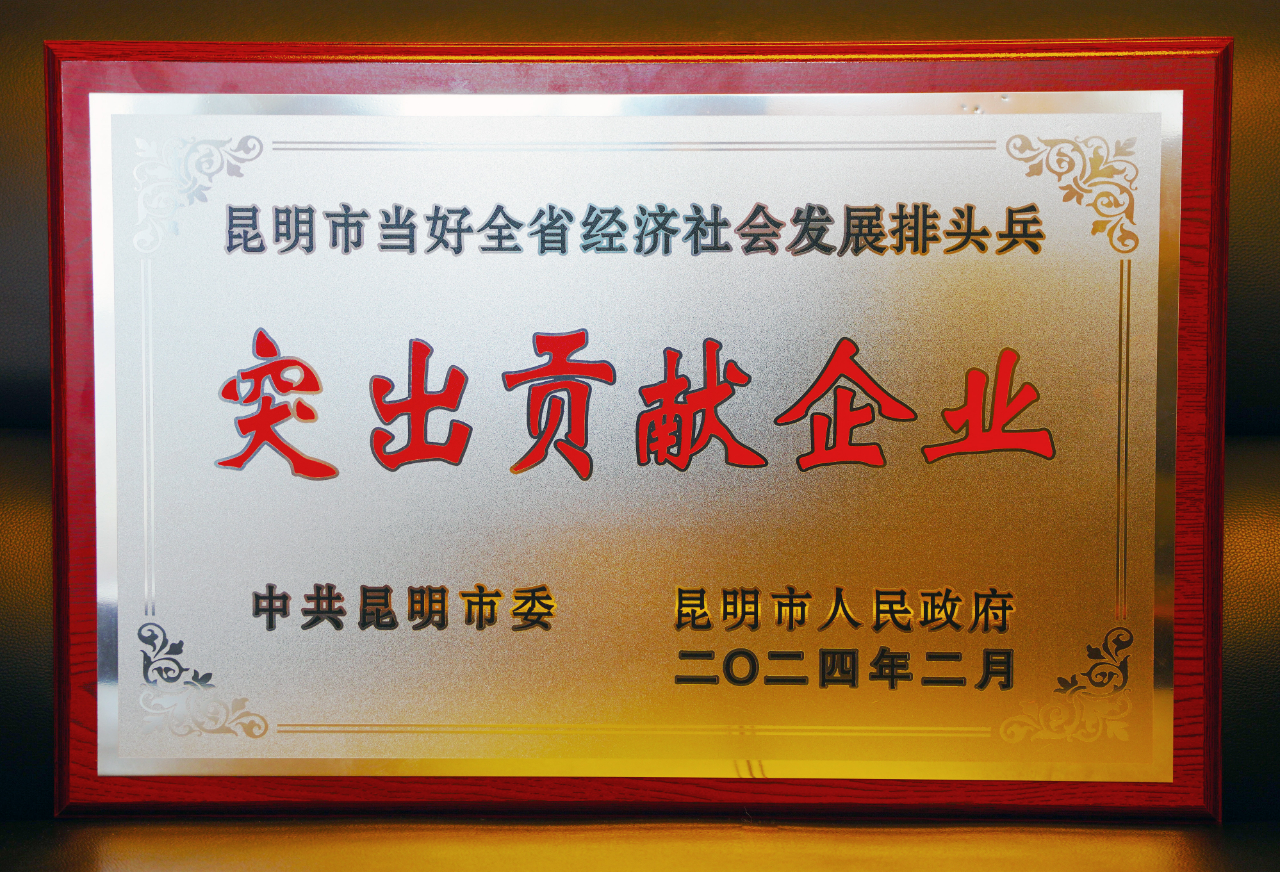 昆明市当好全省经济社会发展排头兵
突出贡献企业
中共昆明市委 昆明市人民政府
二〇二四年二月